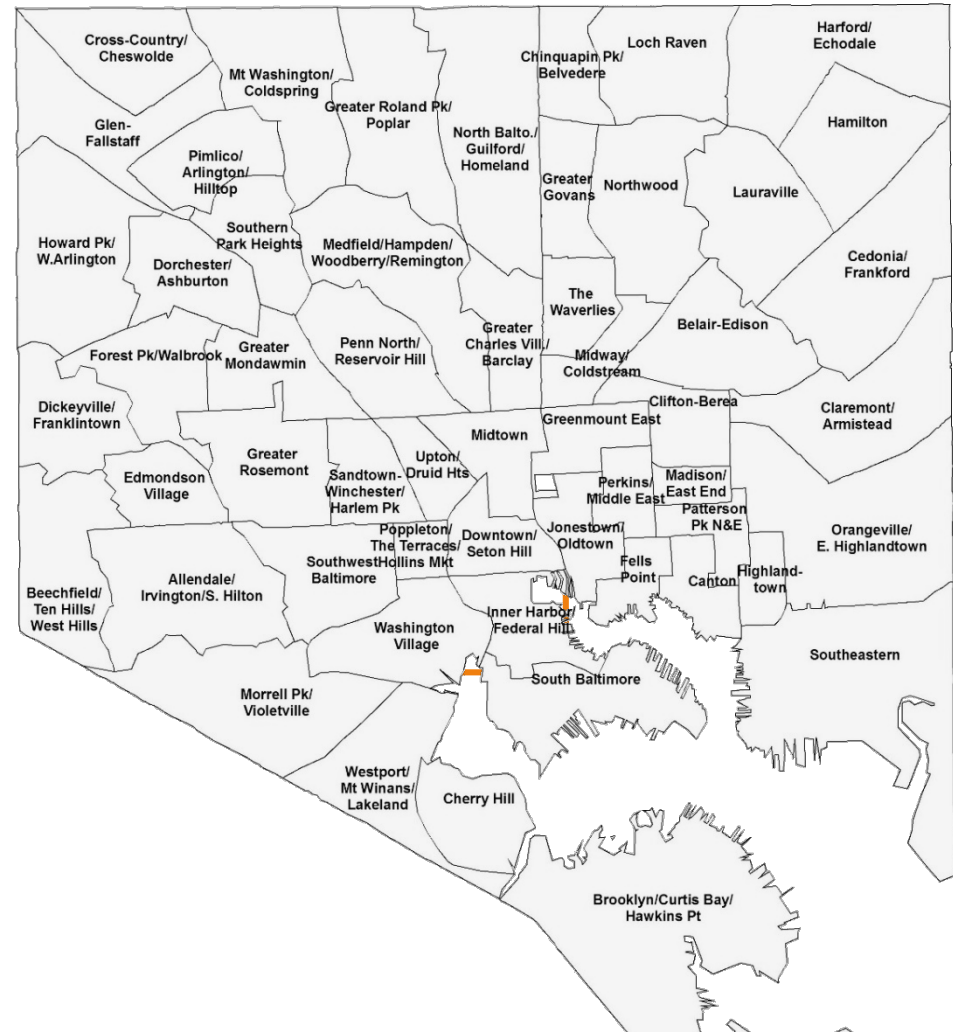 Cross-Country/
Cheswolde
Mt Washington/
Coldspring
Greater Roland Pk/
Poplar
North Balto./
Guilford/
Homeland
Chinquapin Pk/
Belvedere
Loch Raven
Harford/
Echodale
Glen-
Fallstaff
Pimlico/
Arlington/
Hilltop
Greater
Govans
Northwood
Lauraville
Hamilton
Howard Pk/
W.Arlington
Dorchester/
Ashburton
Southern
Park Heights
Medfield/Hampden/
Woodberry/Remington
Cedonia/
Frankford
The
Waverlies
Belair-Edison
Forest Pk/Walbrook
Greater
Mondawmin
Penn North/
Reservoir Hill
Greater
Charles Vill./
Barclay
Midway/
Coldstream
Dickeyville/
Franklintown
Clifton-Berea
Claremont/
Armistead
Greenmount East
Midtown
Edmondson
Village
Greater
Rosemont
Sandtown-
Winchester/
Harlem Pk
Upton/
Druid Hts
Perkins/
Middle East
Madison/
East End
Patterson
Pk N&E
Orangeville/
E. Highlandtown
Beechfield/
Ten Hills/
West Hills
Allendale/
Irvington/S. Hilton
Southwest
Baltimore
Poppleton/
The Terraces/
Hollins Mkt
Downtown/
Seton Hill
Jonestown/
Oldtown
Fells
Point
Canton
Highland-
town
Washington
Village
Inner Harbor/
Federal Hill
Southeastern
Morrell Pk/
Violetville
South Baltimore
Westport/
Mt Winans/
Lakeland
Cherry Hill
Brooklyn/Curtis Bay/
Hawkins Pt